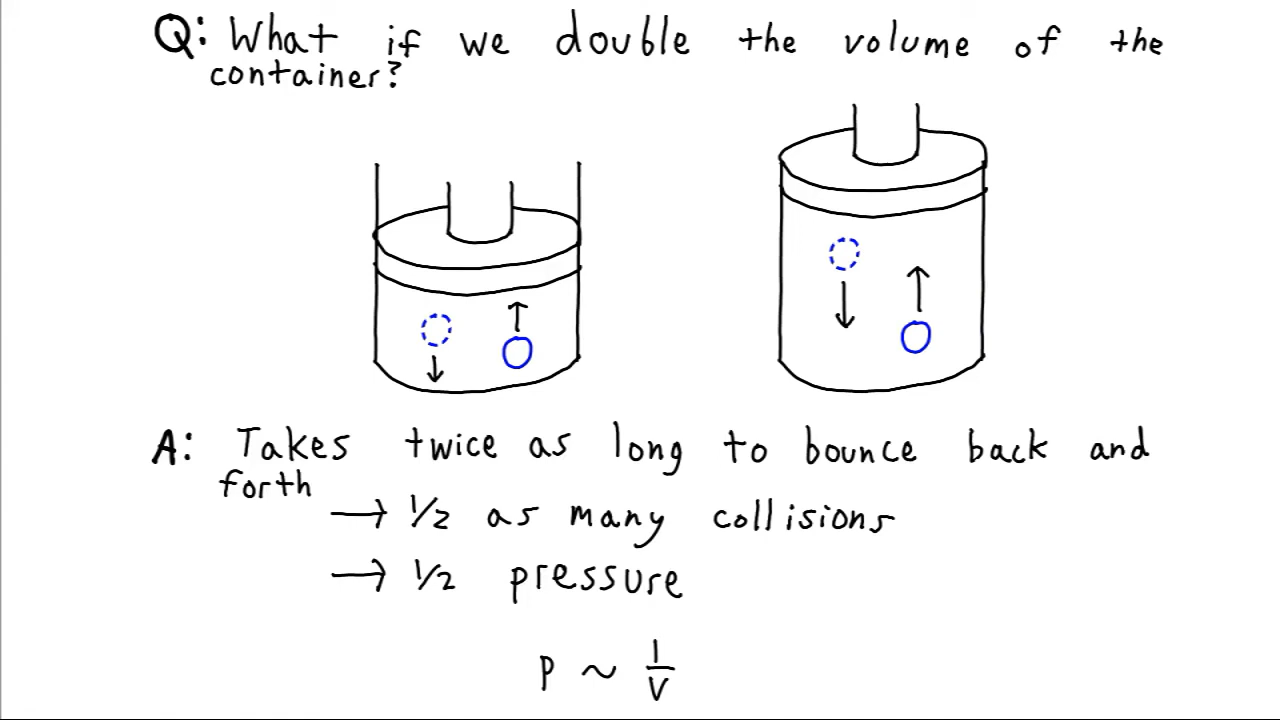 Q: What if we double the volume of the
container?
A: Takes twice as long to bounce back and
forth
→ 1/2 as many collisions
→ 1/2 pressure
P ~ 1/V